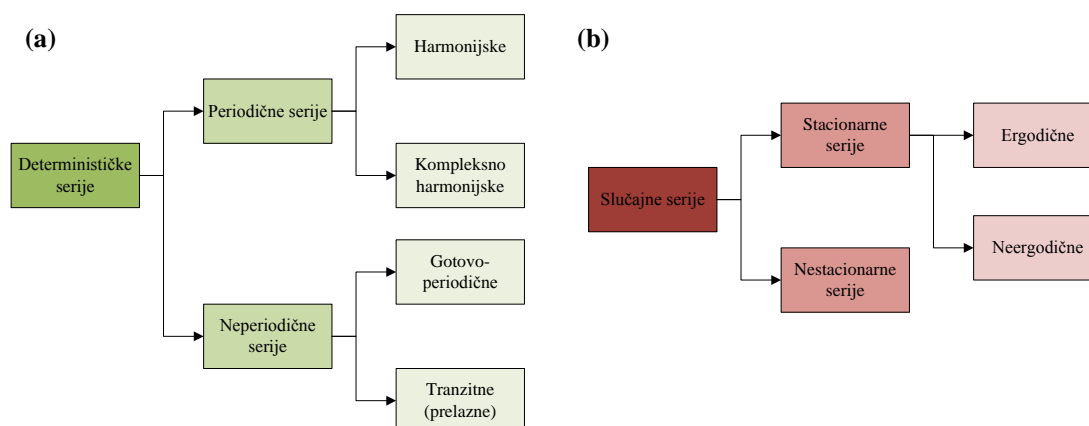 (a)
Determinističke
serije
Periodične serije
Neperiodične
serije
Harmonijske
Kompleksno
harmonijske
Gotovo-
periodične
Tranzitne
(prelazne)
(b)
Slučajne serije
Stacionarne
serije
Nestacionarne
serije
Ergodične
Neergodične